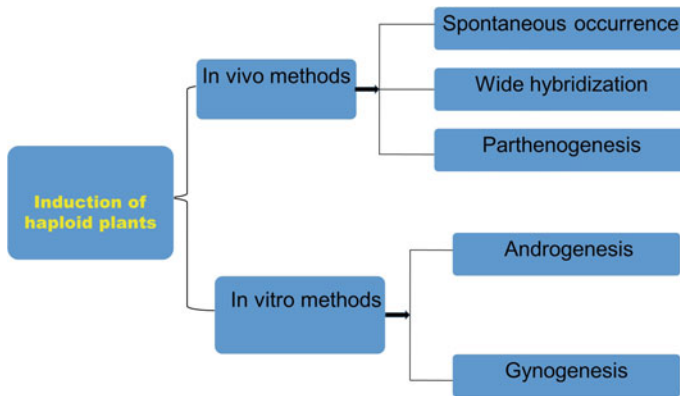 Induction of
haploid plants
In vivo methods
Spontaneous occurrence
Wide hybridization
Parthenogenesis
In vitro methods
Androgenesis
Gynogenesis